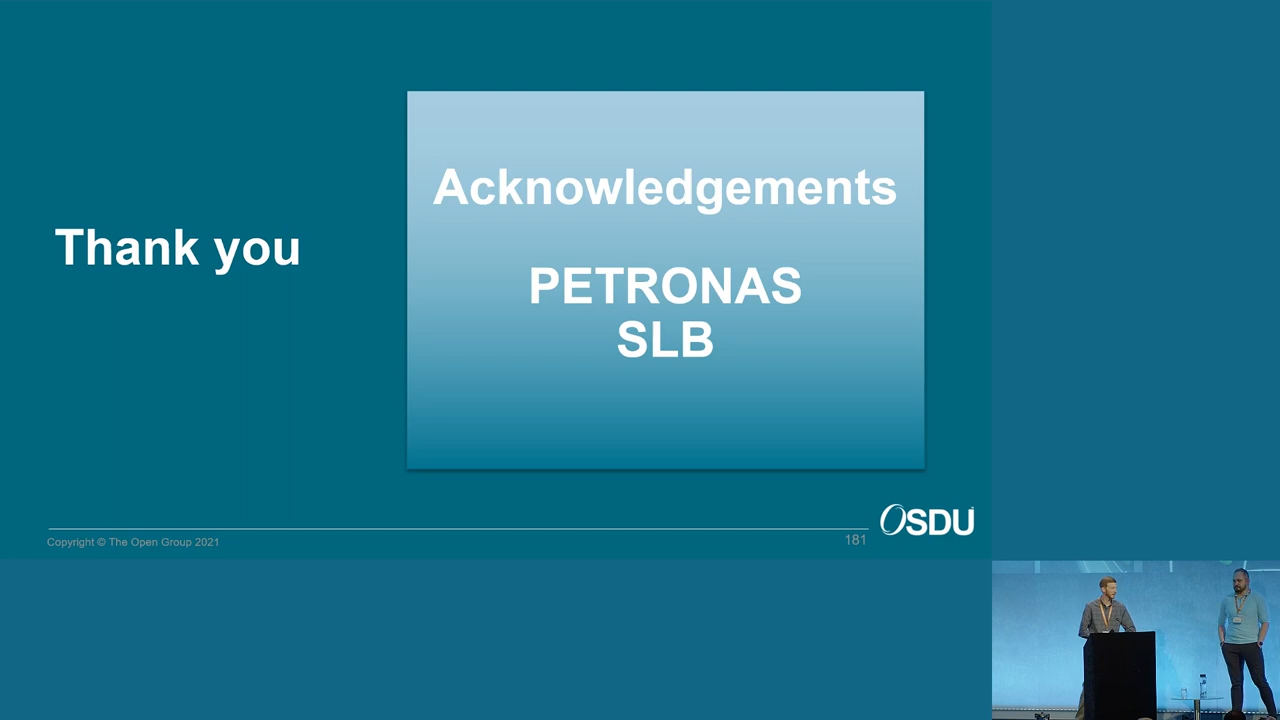 Thank you
Acknowledgements
PETRONAS
SLB
Copyright © The Open Group 2021
181
OSDU